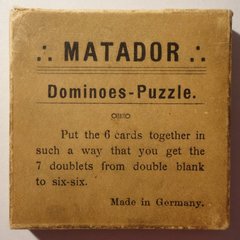 ∴ MATADOR ∴
Dominoes-Puzzle.
Put the 6 cards together in
such a way that you get the
7 doublets from double blank
to six-six.
Made in Germany.